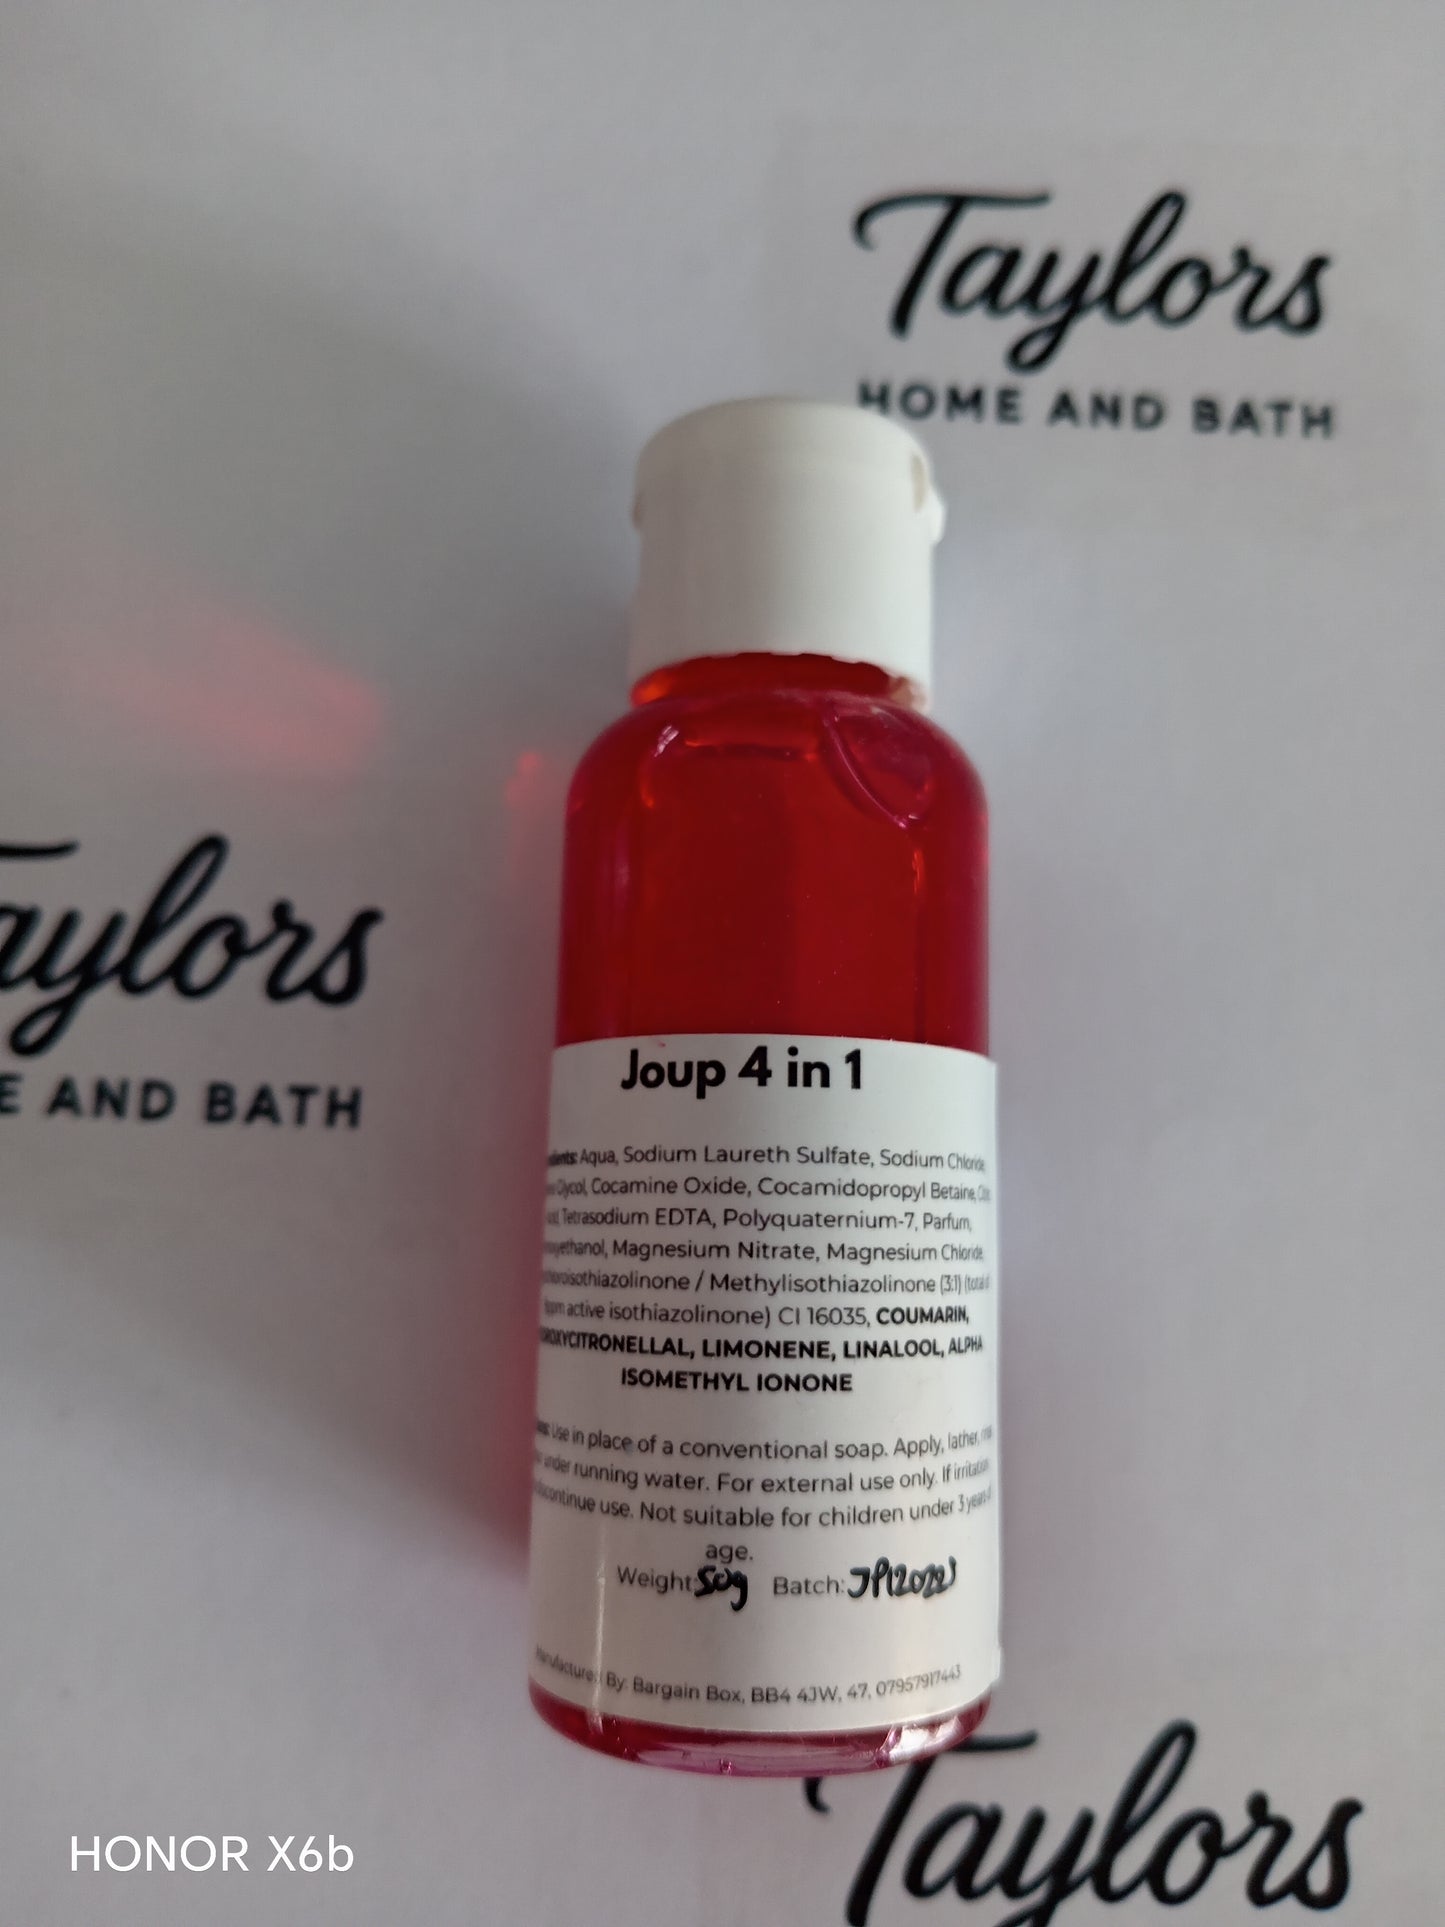 Taylors
HOME AND BATH
Joup 4 in 1
Aqua, Sodium Laureth Sulfate, Sodium Chloride,
Glycol, Cocamine Oxide, Cocamidopropyl Betaine,
Tetrasodium EDTA, Polyquaternium-7, Parfum,
Magnesium Nitrate, Magnesium Chloride,
/ Methylisothiazolinone (3:1) (total of
active isothiazolinone) CI 16035, COUMARIN,
LIMONENE, LINALOOL, ALPHA
ISOMETHYL IONONE
Use in place of a conventional soap. Apply, lather,
under running water. For external use only. If irritation
discontinue use. Not suitable for children under 3 years of
age.
Weight: 50g Batch:
Manufactured By: Bargain Box, BB4 4JW, 47, 07957917443
aylors
E AND BATH
Taylors
HONOR X6b